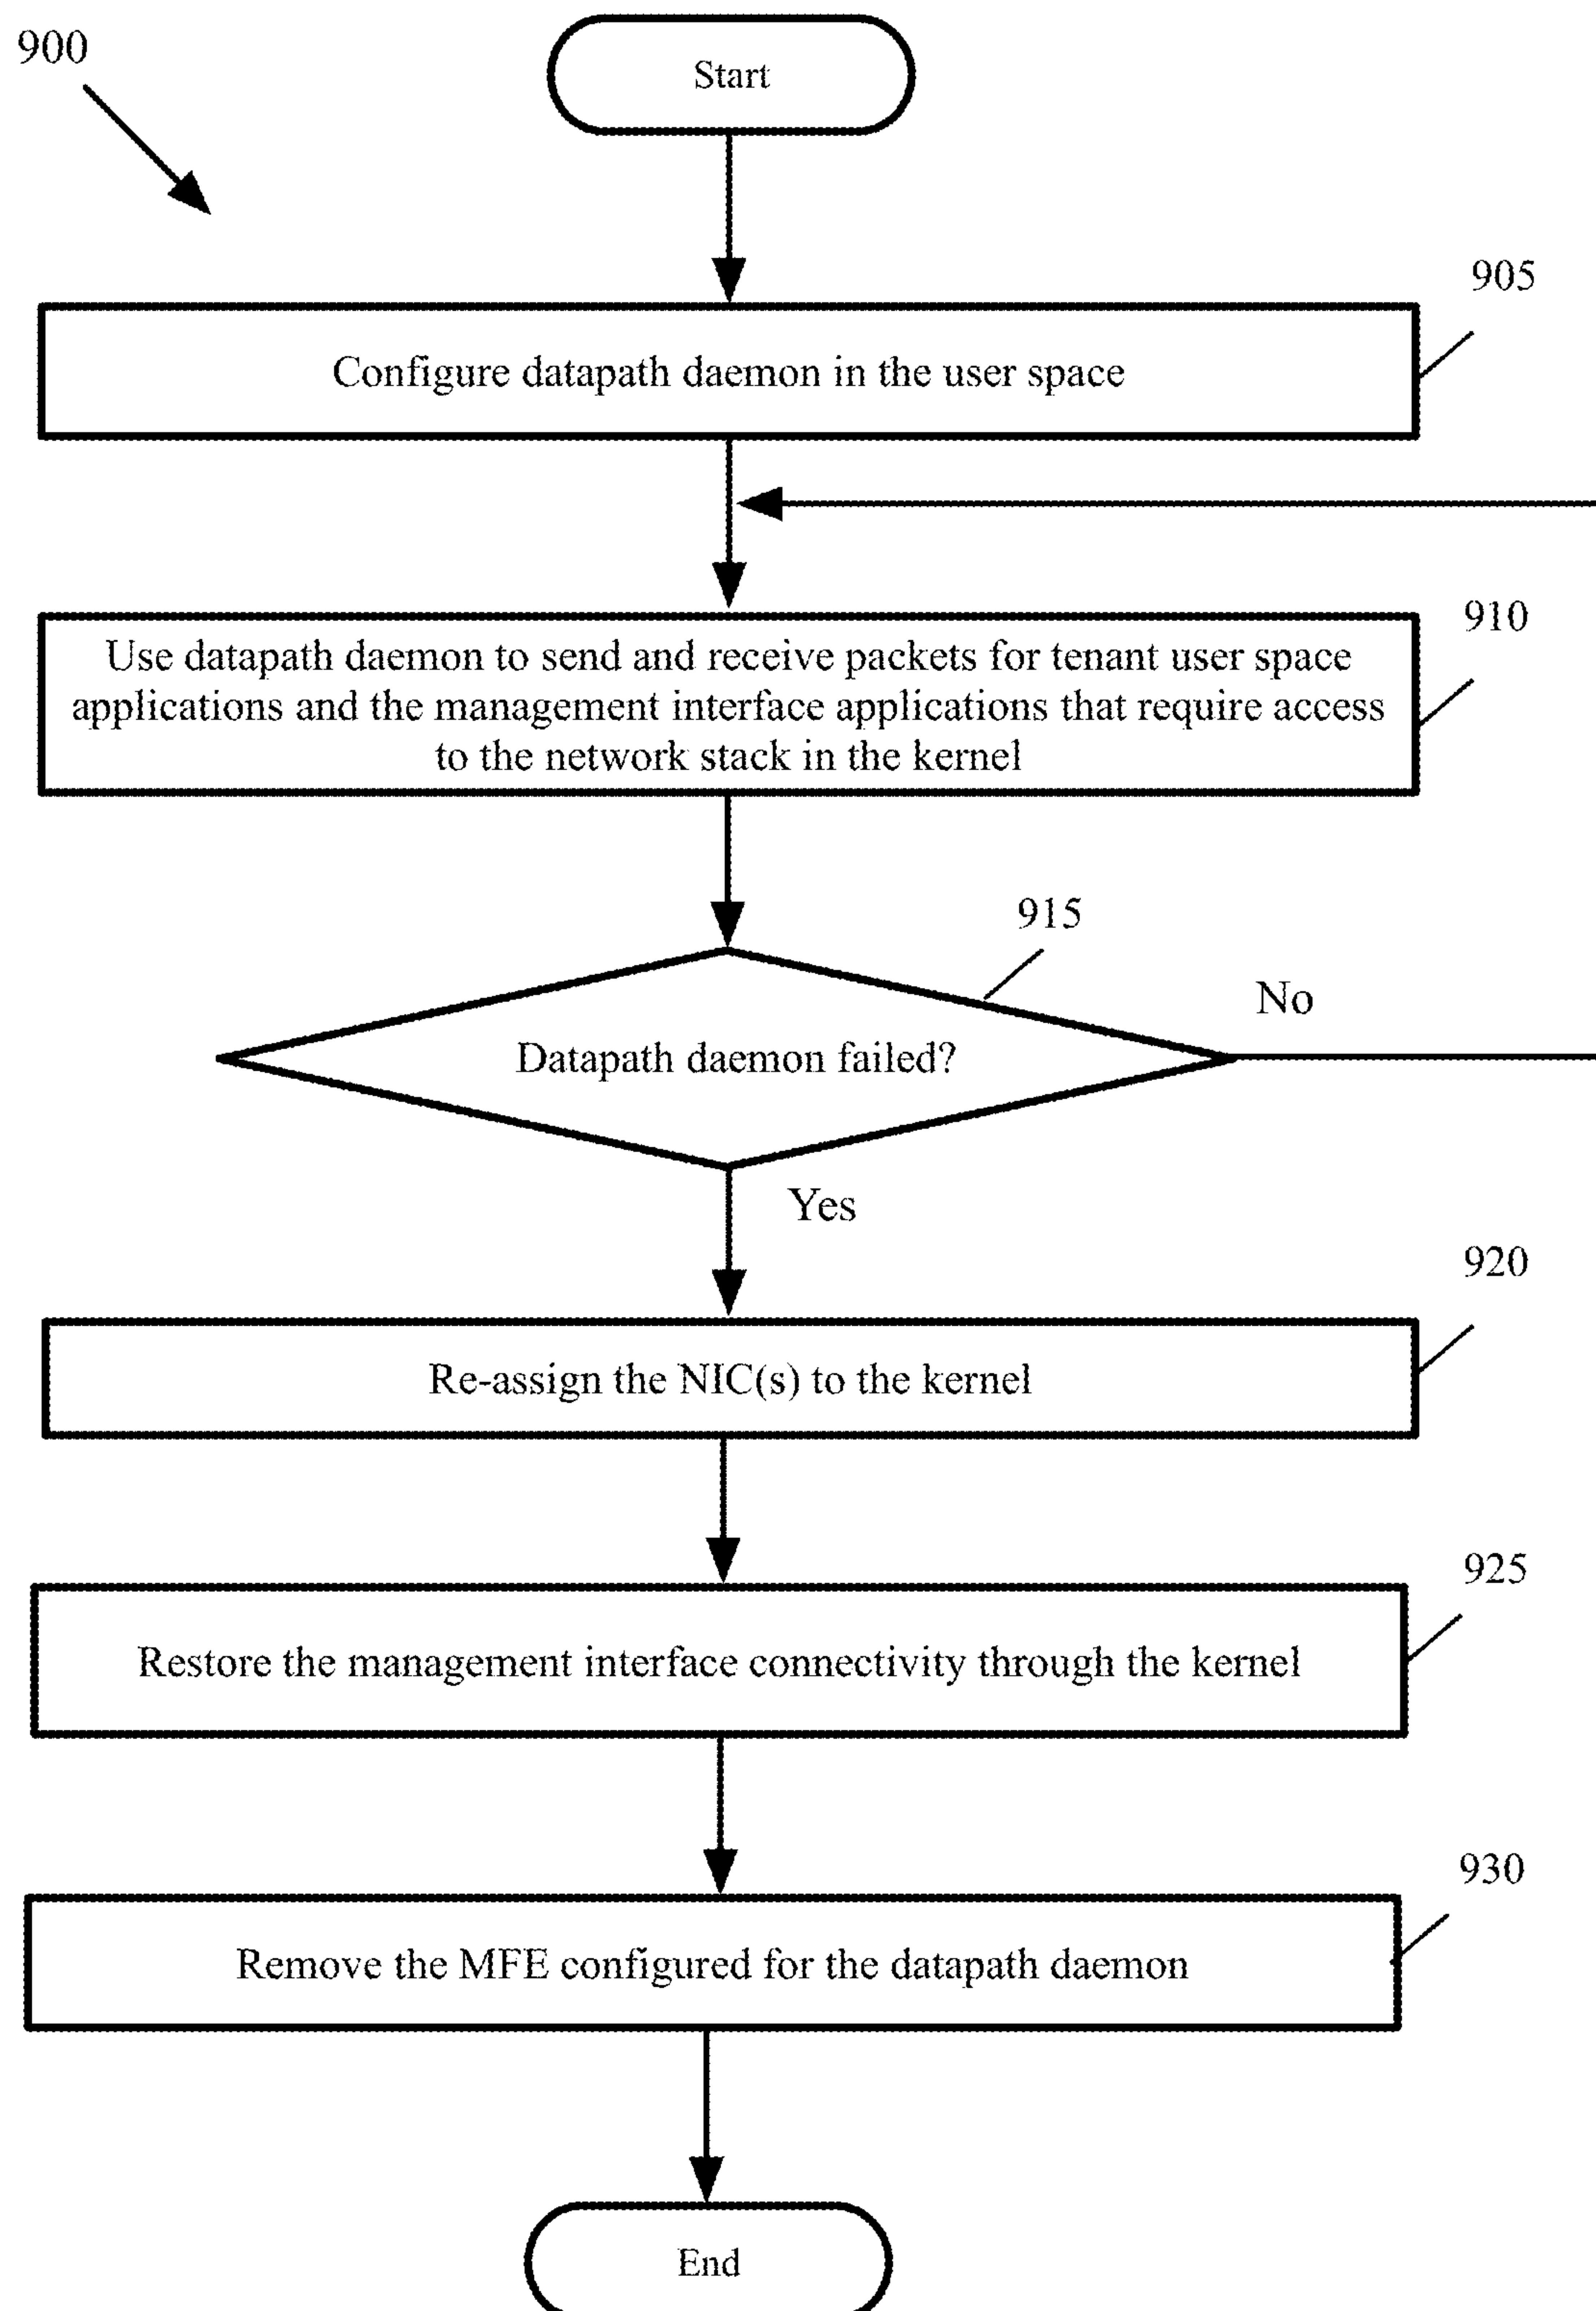 900
Start
905
Configure datapath daemon in the user space
910
Use datapath daemon to send and receive packets for tenant user space
applications and the management interface applications that require access
to the network stack in the kernel
915
No
Datapath daemon failed?
Yes
920
Re-assign the NIC(s) to the kernel
925
Restore the management interface connectivity through the kernel
930
Remove the MFE configured for the datapath daemon
End